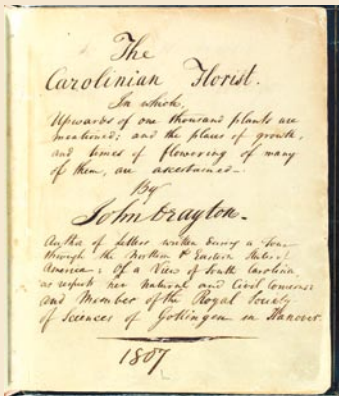 The
Carolinian Florist.
In which,
Upwards of one thousand plants are
mentioned; and the places of growth,
and times of flowering of many
of them, are ascertained.
By
John Drayton.
Author of Letters written during a Tour
through the Northern & Eastern States of
America: Of a View of South Carolina,
as respects her Natural and Civil Concerns:
and Member of the Royal Society
of Sciences of Gottingen in Hanover.
1807